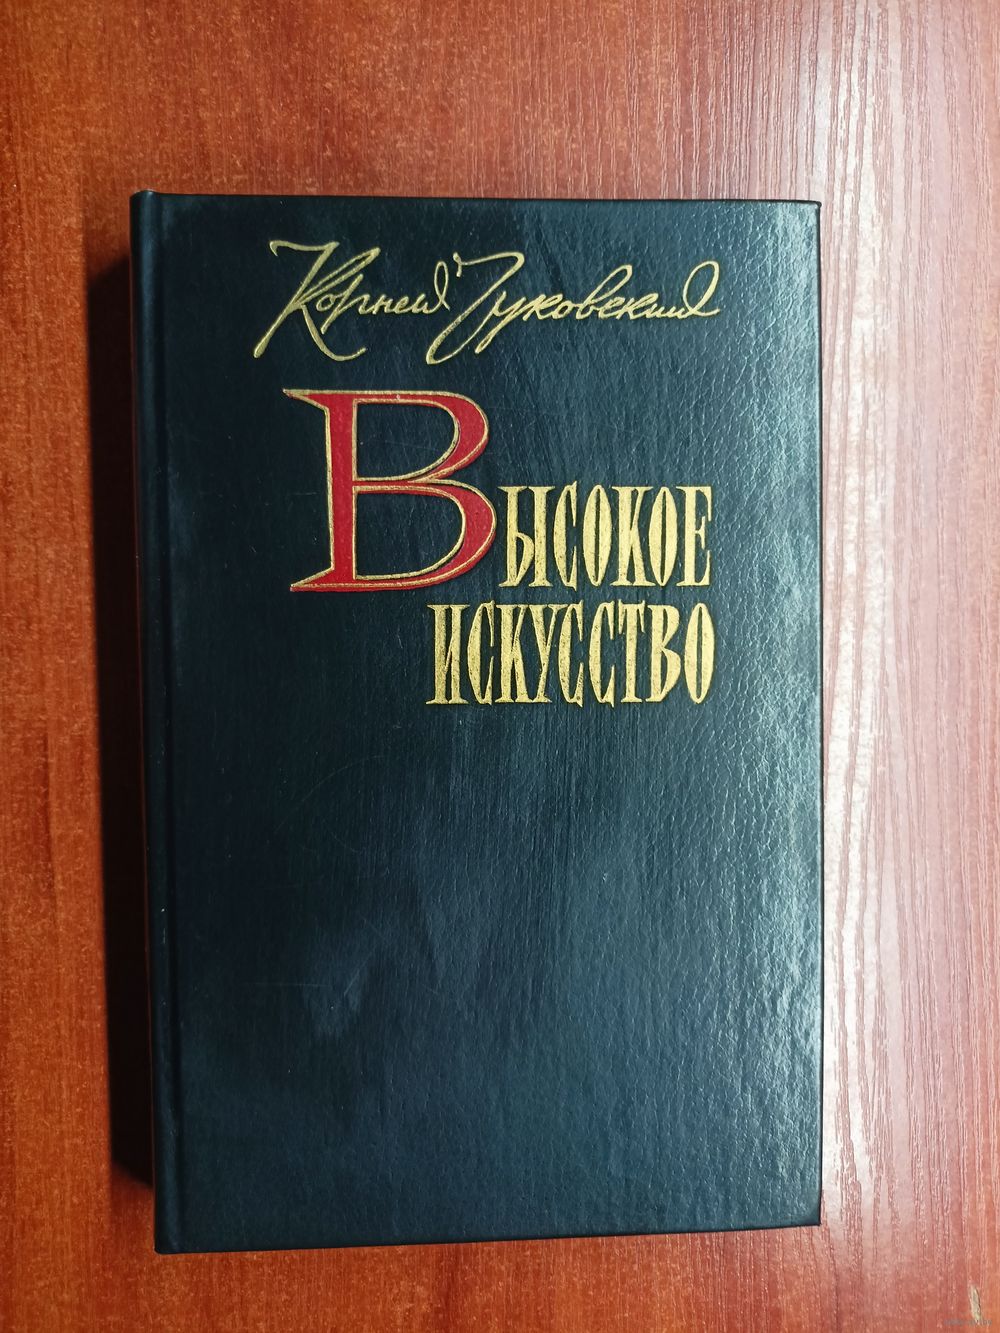 Корней Чуковский
Высокое
искусство